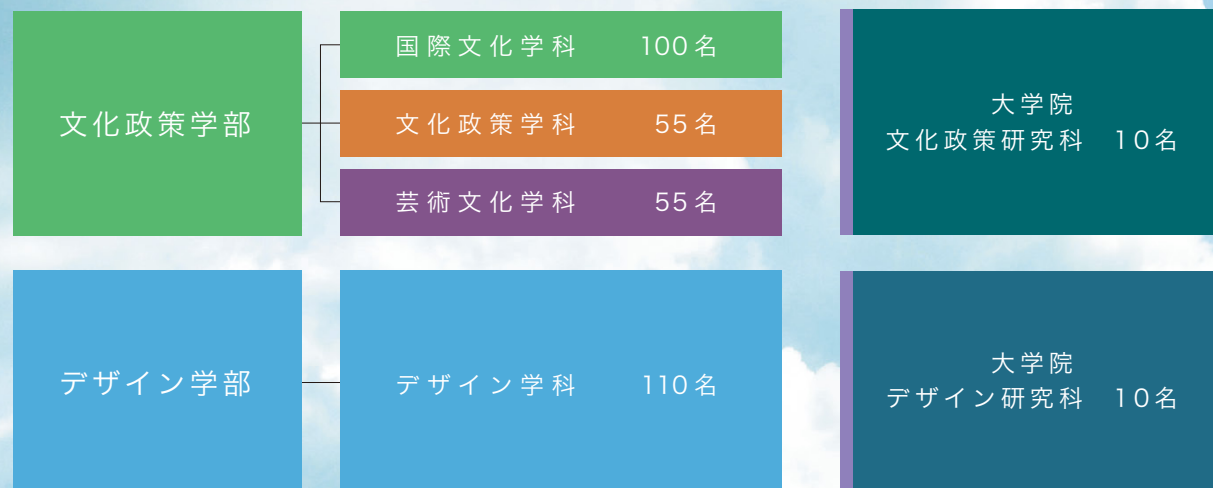 文化政策学部
国際文化学科 100名
文化政策学科 55名
芸術文化学科 55名
大学院
文化政策研究科 10名
デザイン学部
デザイン学科 110名
大学院
デザイン研究科 10名